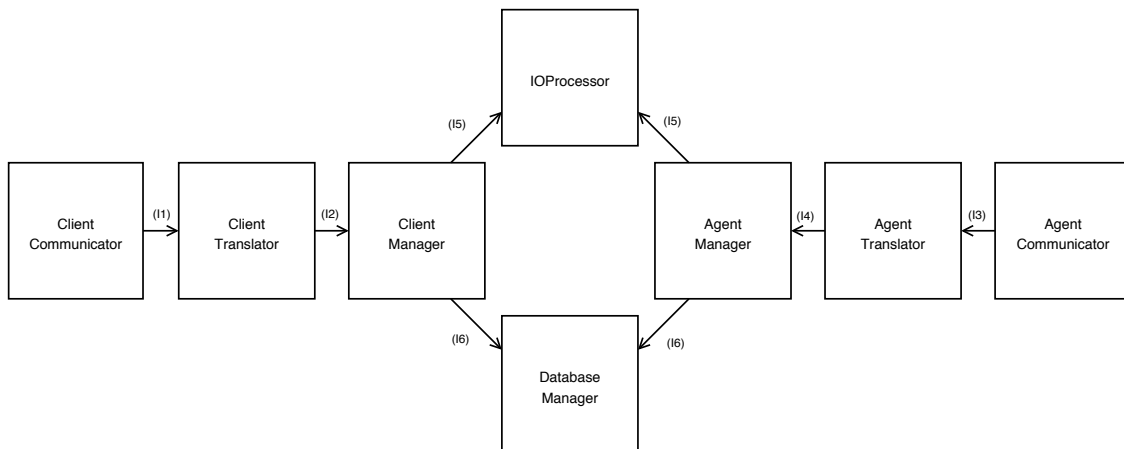 IOProcessor
(I5)
(I5)
Client
Communicator
(I1)
Client
Translator
(I2)
Client
Manager
Agent
Manager
(I4)
Agent
Translator
(I3)
Agent
Communicator
(I6)
(I6)
Database
Manager